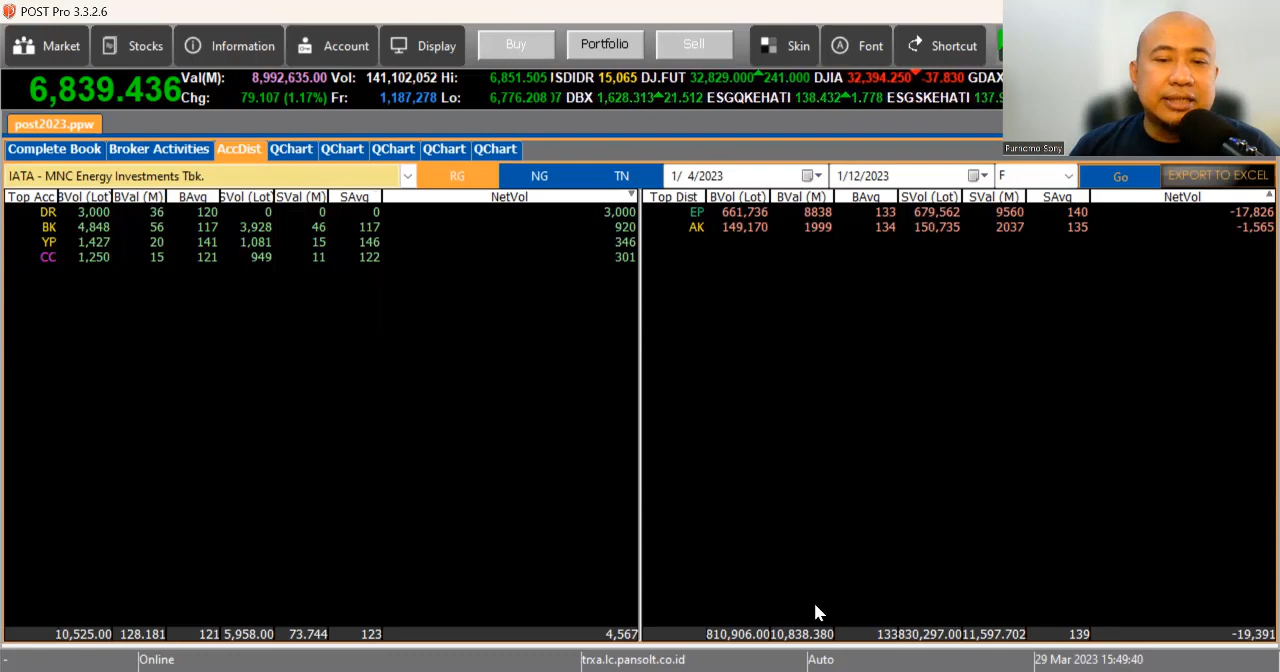 POST Pro 3.3.2.6
Market Stocks Information Account Display Buy Portfolio Sell Skin Font Shortcut
6,839.436 Val(M): 8,992,635.00 Vol: 141,102,052 Hi: 6,851.505 ISDIDR 15,065 DJ.FUT 32,829.000 241.000 DJIA 32,394.250 -37.830 GDAX
Chg: 79.107 (1.17%) Fr: 1,187,278 Lo: 6,776.208 )7 DBX 1,628.313 21.512 ESGQKEHATI 138.432 1.778 ESGSKEHATI 137.9
Purnomo Sony
post2023.ppw
Complete Book Broker Activities AccDist QChart QChart QChart QChart QChart
IATA - MNC Energy Investments Tbk. RG NG TN 1/ 4/2023 1/12/2023 F Go EXPORT TO EXCEL
Top Acc BVol (Lot) BVal (M) BAvg SVol (Lot) SVal (M) SAvg NetVol Top Dist BVol (Lot) BVal (M) BAvg SVol (Lot) SVal (M) SAvg NetVol
DR 3,000 36 120 0 0 0 3,000 EP 661,736 8838 133 679,562 9560 140 -17,826
BK 4,848 56 117 3,928 46 117 920 AK 149,170 1999 134 150,735 2037 135 -1,565
YP 1,427 20 141 1,081 15 146 346
CC 1,250 15 121 949 11 122 301
10,525.00 128.181 121 5,958.00 73.744 123 4,567 810,906.00 10,838.380 133 830,297.00 11,597.702 139 -19,391
- Online trxa.lc.pansolt.co.id Auto 29 Mar 2023 15:49:40